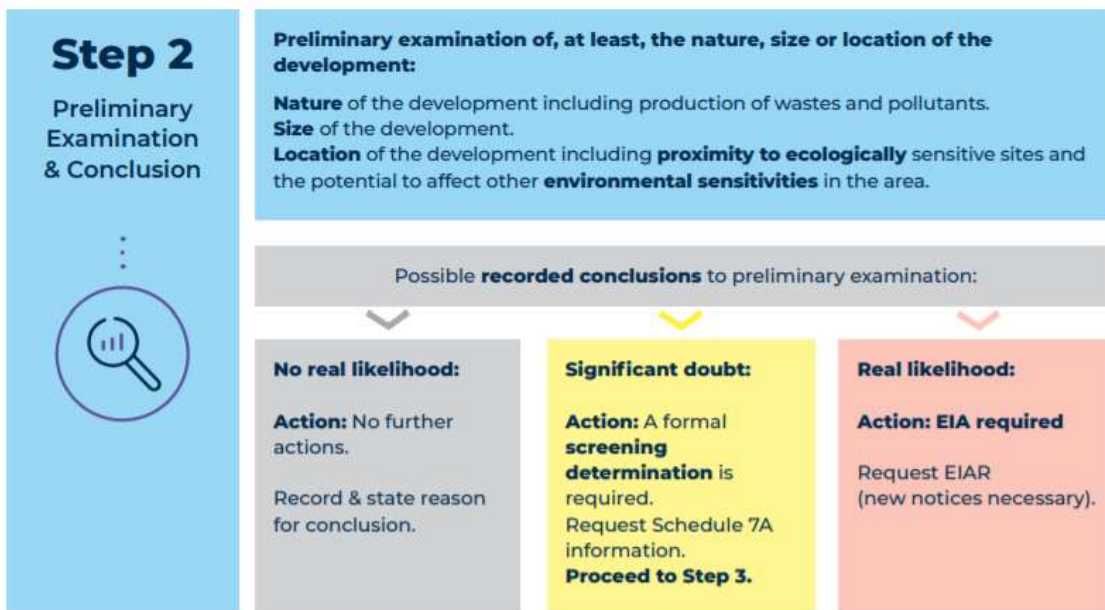 Step 2
Preliminary
Examination
& Conclusion
Preliminary examination of, at least, the nature, size or location of the
development:
Nature of the development including production of wastes and pollutants.
Size of the development.
Location of the development including proximity to ecologically sensitive sites and
the potential to affect other environmental sensitivities in the area.
Possible recorded conclusions to preliminary examination:
No real likelihood:
Action: No further
actions.
Record & state reason
for conclusion.
Significant doubt:
Action: A formal
screening
determination is
required.
Request Schedule 7A
information.
Proceed to Step 3.
Real likelihood:
Action: EIA required
Request EIAR
(new notices necessary).